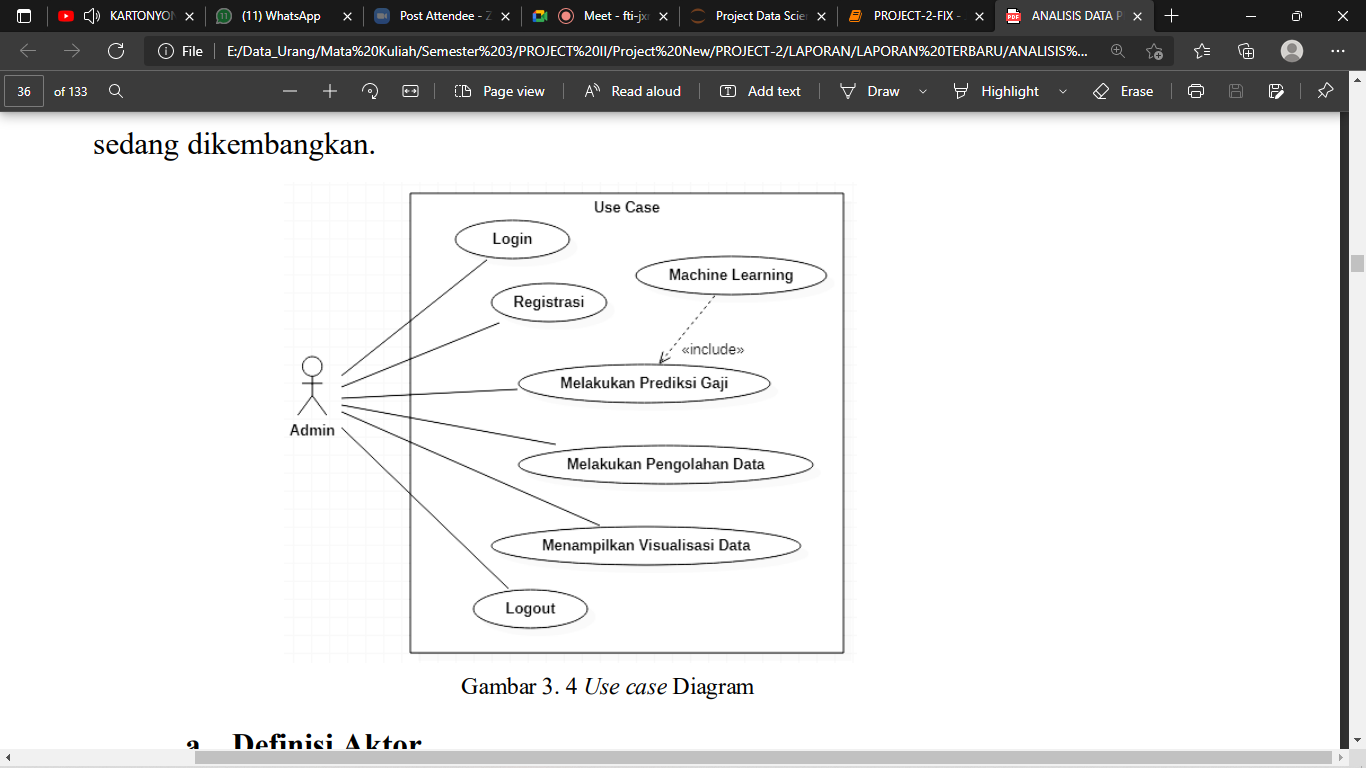 KARTONYON
(11) WhatsApp
Post Attendee - Z
Meet - fti-jxr
Project Data Scien
PROJECT-2-FIX -
ANALISIS DATA P
File
E:/Data_Urang/Mata%20Kuliah/Semester%203/PROJECT%20II/Project%20New/PROJECT-2/LAPORAN/LAPORAN%20TERBARU/ANALISIS%...
36 of 133
Page view
Read aloud
Add text
Draw
Highlight
Erase
sedang dikembangkan.
Use Case
Login
Machine Learning
Registrasi
«include»
Melakukan Prediksi Gaji
Admin
Melakukan Pengolahan Data
Menampilkan Visualisasi Data
Logout
Gambar 3. 4 Use case Diagram
a. Definisi Aktor